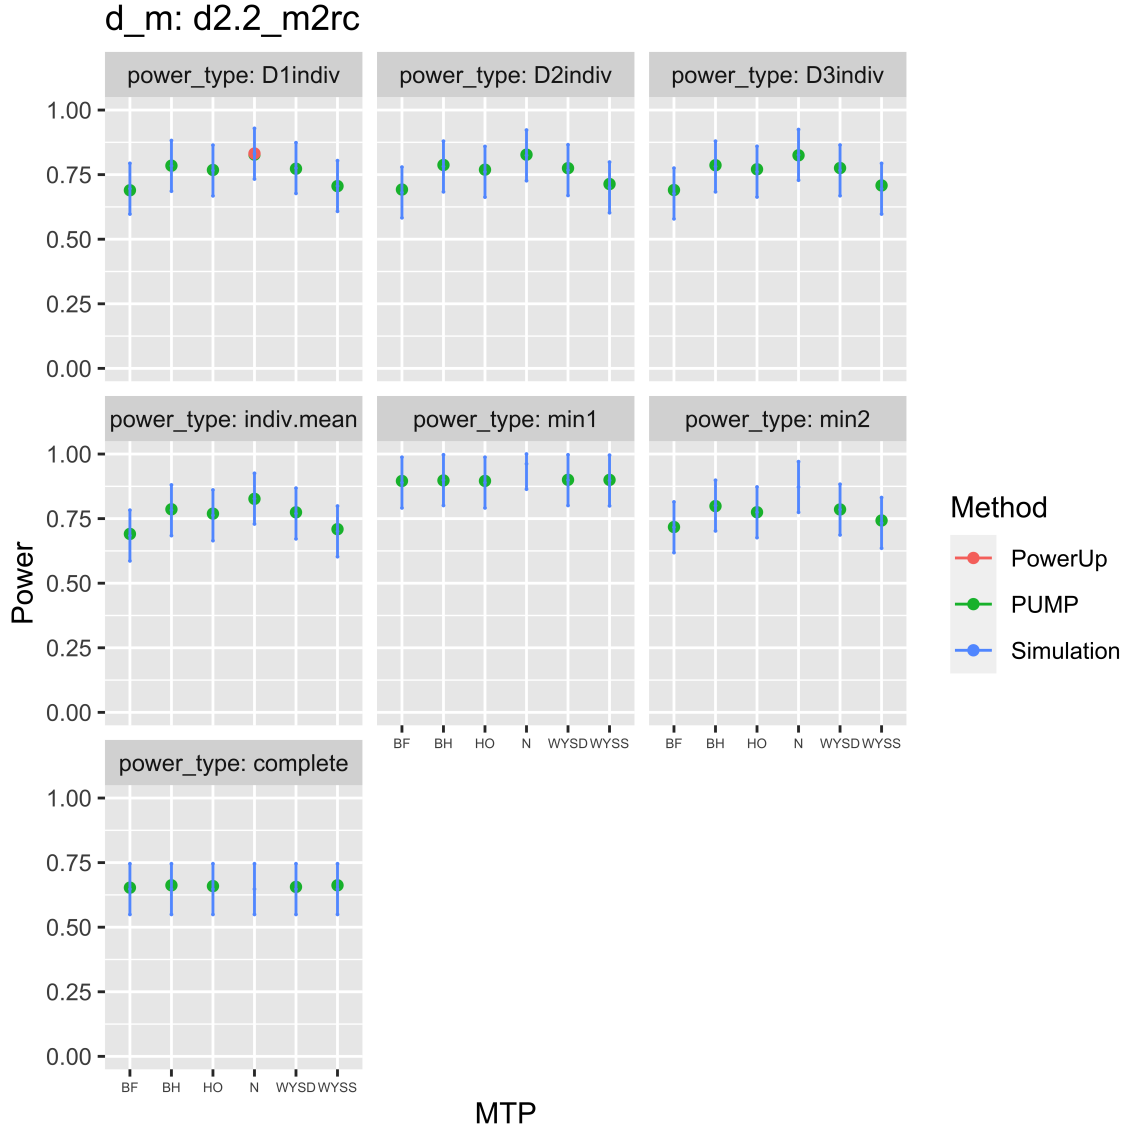 d_m: d2.2_m2rc
power_type: D1indiv
power_type: D2indiv
power_type: D3indiv
1.00
0.75
0.50
0.25
0.00
power_type: indiv.mean
power_type: min1
power_type: min2
1.00
0.75
0.50
0.25
0.00
BF BH HO N WYSD WYSS
BF BH HO N WYSD WYSS
power_type: complete
1.00
0.75
0.50
0.25
0.00
BF BH HO N WYSD WYSS
MTP
Power
Method
PowerUp
PUMP
Simulation